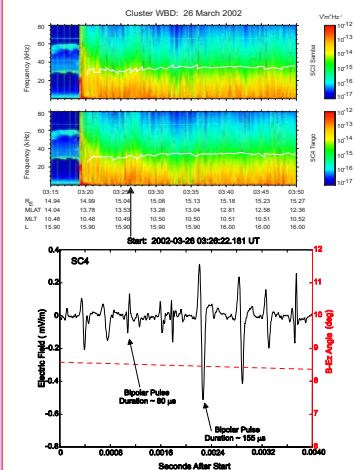 Cluster WBD: 26 March 2002
V²m⁻²Hz⁻¹
80
60
40
20
0
Frequency (kHz)
SC3 Samba
10⁻¹²
10⁻¹³
10⁻¹⁴
10⁻¹⁵
10⁻¹⁶
10⁻¹⁷
80
60
40
20
0
Frequency (kHz)
SC4 Tango
10⁻¹²
10⁻¹³
10⁻¹⁴
10⁻¹⁵
10⁻¹⁶
10⁻¹⁷
03:15 03:20 03:25 03:30 03:35 03:40 03:45 03:50
R_E 14.94 14.99 15.04 15.08 15.13 15.18 15.23 15.27
MLAT 14.04 13.78 13.53 13.28 13.04 12.81 12.58 12.36
MLT 10.48 10.48 10.49 10.50 10.50 10.50 10.51 10.52
L 15.90 15.90 15.90 15.90 15.90 16.00 16.00 16.00
Start: 2002-03-26 03:26:22.181 UT
0.4
0.2
0
-0.2
-0.4
-0.6
-0.8
Electric Field (mV/m)
SC4
Bipolar Pulse
Duration ~ 80 μs
Bipolar Pulse
Duration ~ 155 μs
12
11
10
9
8
7
6
B-Ez Angle (deg)
0 0.0008 0.0016 0.0024 0.0032 0.0040
Seconds After Start